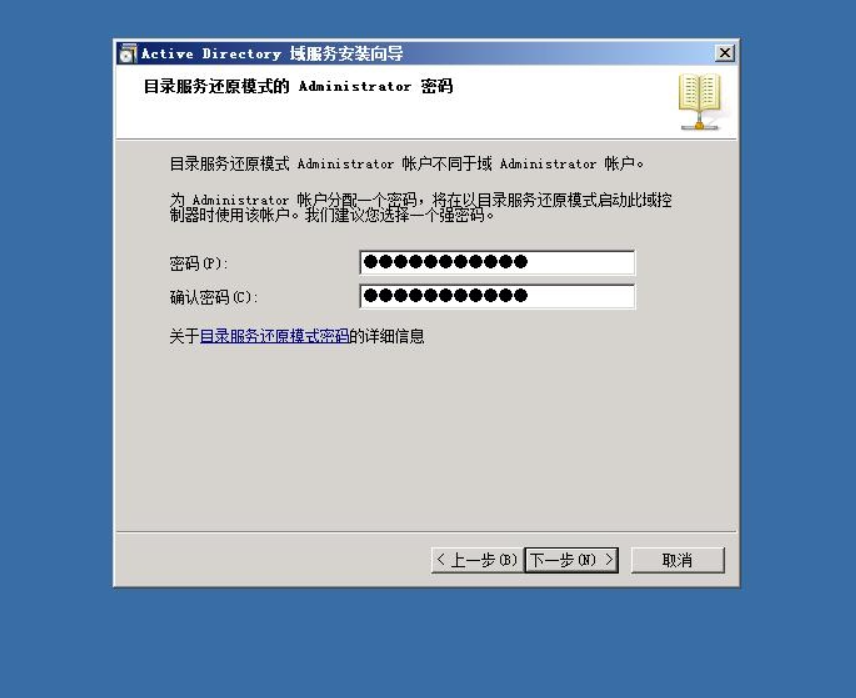 Active Directory 域服务安装向导
目录服务还原模式的 Administrator 密码
目录服务还原模式 Administrator 帐户不同于域 Administrator 帐户。
为 Administrator 帐户分配一个密码，将在以目录服务还原模式启动此域控
制器时使用该帐户。我们建议您选择一个强密码。
密码(P): ●●●●●●●●●●●
确认密码(C): ●●●●●●●●●●●
关于目录服务还原模式密码的详细信息
< 上一步(B) 下一步(N) > 取消